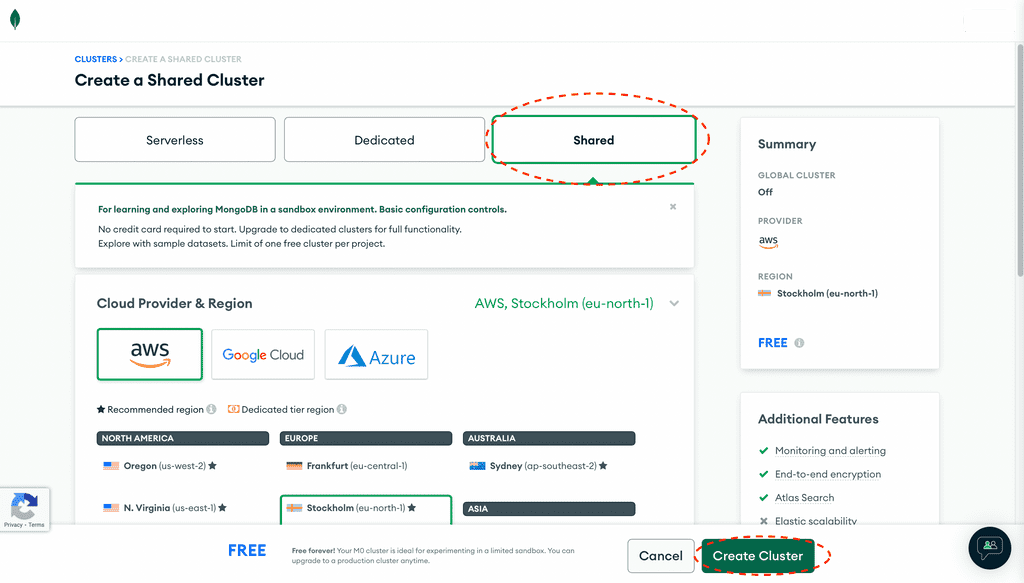 CLUSTERS > CREATE A SHARED CLUSTER
Create a Shared Cluster
Serverless
Dedicated
Shared
For learning and exploring MongoDB in a sandbox environment. Basic configuration controls.
No credit card required to start. Upgrade to dedicated clusters for full functionality.
Explore with sample datasets. Limit of one free cluster per project.
Cloud Provider & Region
AWS, Stockholm (eu-north-1)
aws
Google Cloud
Azure
Recommended region
Dedicated tier region
NORTH AMERICA
EUROPE
AUSTRALIA
Oregon (us-west-2)
Frankfurt (eu-central-1)
Sydney (ap-southeast-2)
N. Virginia (us-east-1)
Stockholm (eu-north-1)
ASIA
Summary
GLOBAL CLUSTER
Off
PROVIDER
aws
REGION
Stockholm (eu-north-1)
FREE
Additional Features
Monitoring and alerting
End-to-end encryption
Atlas Search
Elastic scalability
Privacy - Terms
FREE
Free forever! Your M0 cluster is ideal for experimenting in a limited sandbox. You can
upgrade to a production cluster anytime.
Cancel
Create Cluster